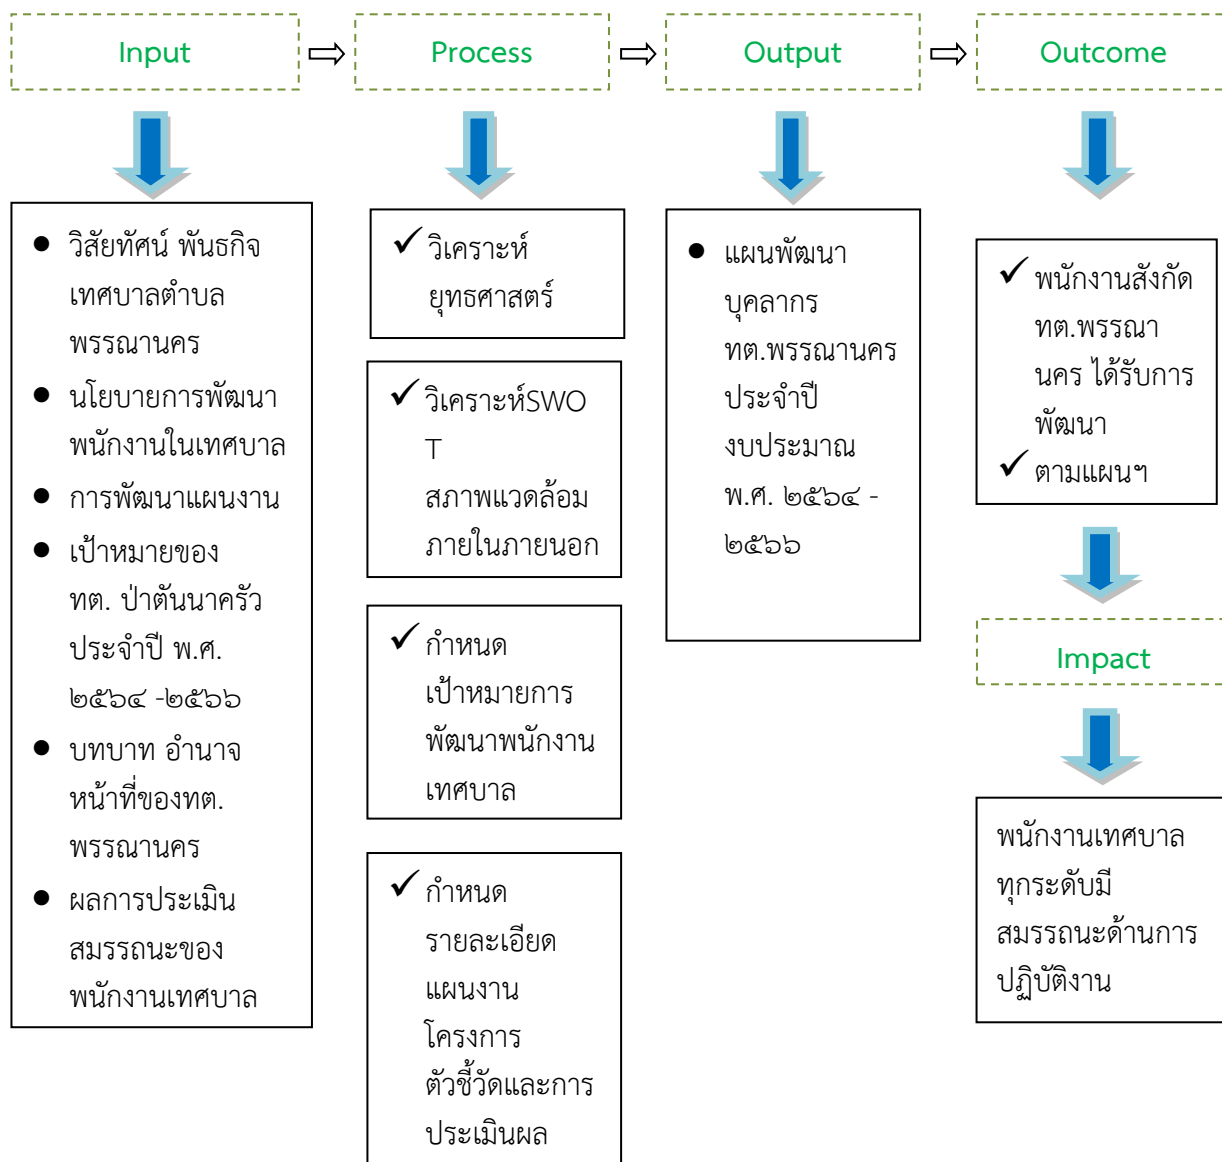 Input
Process
Output
Outcome
วิสัยทัศน์ พันธกิจ
เทศบาลตำบล
พรรณานคร
นโยบายการพัฒนา
พนักงานในเทศบาล
การพัฒนาแผนงาน
เป้าหมายของ
ทต. ป่าตันนาครัว
ประจำปี พ.ศ.
๒๕๖๔ -๒๕๖๖
บทบาท อำนาจ
หน้าที่ของทต.
พรรณานคร
ผลการประเมิน
สมรรถนะของ
พนักงานเทศบาล
วิเคราะห์
ยุทธศาสตร์
วิเคราะห์SWO
T
สภาพแวดล้อม
ภายในภายนอก
กำหนด
เป้าหมายการ
พัฒนาพนักงาน
เทศบาล
กำหนด
รายละเอียด
แผนงาน
โครงการ
ตัวชี้วัดและการ
ประเมินผล
แผนพัฒนา
บุคลากร
ทต.พรรณานคร
ประจำปี
งบประมาณ
พ.ศ. ๒๕๖๔ -
๒๕๖๖
พนักงานสังกัด
ทต.พรรณา
นคร ได้รับการ
พัฒนา
ตามแผนฯ
Impact
พนักงานเทศบาล
ทุกระดับมี
สมรรถนะด้านการ
ปฏิบัติงาน